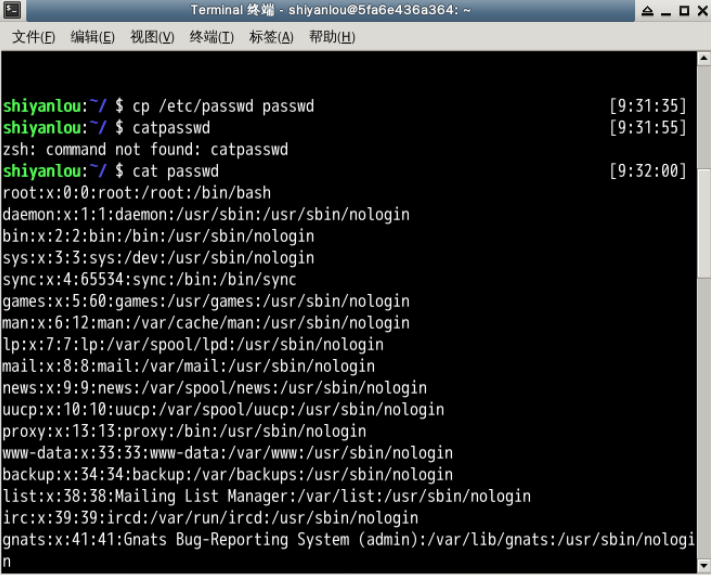 Terminal 终端 - shiyanlou@5fa6e436a364: ~
文件(F) 编辑(E) 视图(V) 终端(T) 标签(A) 帮助(H)
shiyanlou:~/ $ cp /etc/passwd passwd [9:31:35]
shiyanlou:~/ $ catpasswd [9:31:55]
zsh: command not found: catpasswd
shiyanlou:~/ $ cat passwd [9:32:00]
root:x:0:0:root:/root:/bin/bash
daemon:x:1:1:daemon:/usr/sbin:/usr/sbin/nologin
bin:x:2:2:bin:/bin:/usr/sbin/nologin
sys:x:3:3:sys:/dev:/usr/sbin/nologin
sync:x:4:65534:sync:/bin:/bin/sync
games:x:5:60:games:/usr/games:/usr/sbin/nologin
man:x:6:12:man:/var/cache/man:/usr/sbin/nologin
lp:x:7:7:lp:/var/spool/lpd:/usr/sbin/nologin
mail:x:8:8:mail:/var/mail:/usr/sbin/nologin
news:x:9:9:news:/var/spool/news:/usr/sbin/nologin
uucp:x:10:10:uucp:/var/spool/uucp:/usr/sbin/nologin
proxy:x:13:13:proxy:/bin:/usr/sbin/nologin
www-data:x:33:33:www-data:/var/www:/usr/sbin/nologin
backup:x:34:34:backup:/var/backups:/usr/sbin/nologin
list:x:38:38:Mailing List Manager:/var/list:/usr/sbin/nologin
irc:x:39:39:ircd:/var/run/ircd:/usr/sbin/nologin
gnats:x:41:41:Gnats Bug-Reporting System (admin):/var/lib/gnats:/usr/sbin/nologi
n